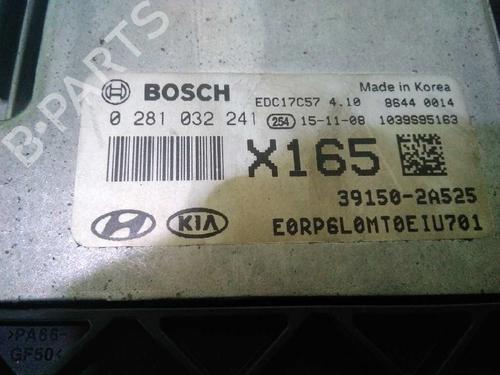 BOSCH EDC17C57 4.10 Made in Korea 8644 0014
0 281 032 241 254 15-11-08 1039S85163
X165
39150-2A525
KIA E0RP6L0MT0EIU701
>PA66-
GF50<
B-PARTS